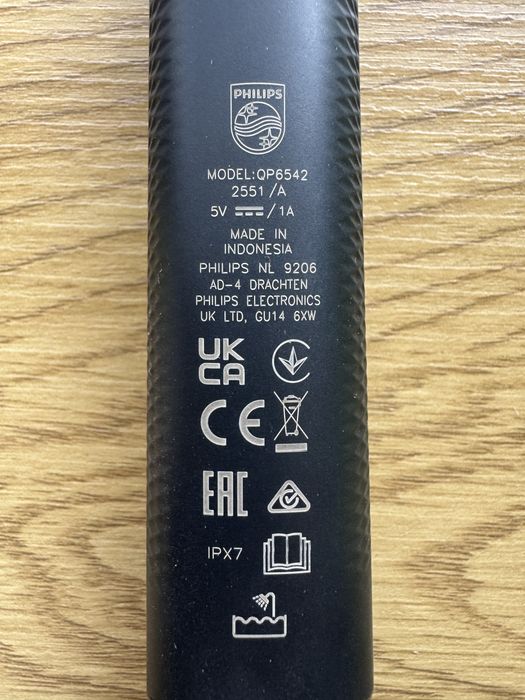 PHILIPS
MODEL:QP6542
2551/A
5V ⎓ /1A
MADE IN
INDONESIA
PHILIPS NL 9206
AD-4 DRACHTEN
PHILIPS ELECTRONICS
UK LTD, GU14 6XW
UK
CA
CE
EAC
IPX7